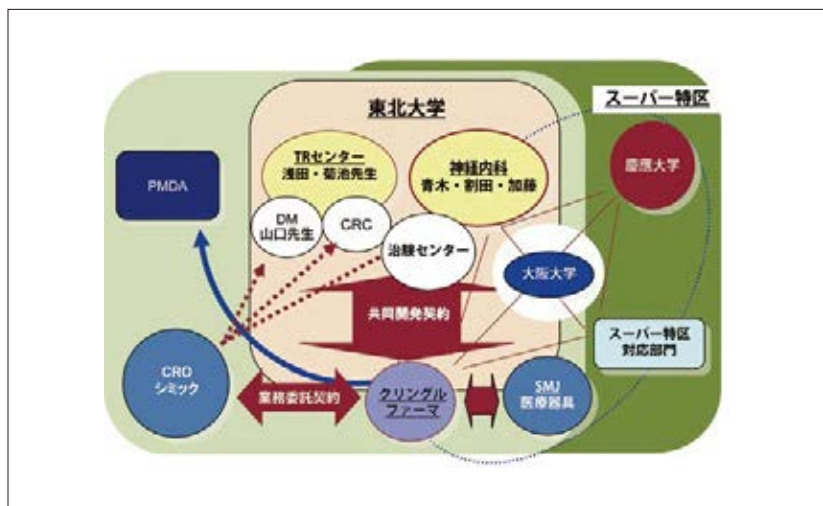 スーパー特区
東北大学
TRセンター
浅田・菊池先生
神経内科
青木・割田・加藤
慶應大学
PMDA
DM
山口先生
CRC
治験センター
大阪大学
共同開発契約
スーパー特区
対応部門
CRO
シミック
業務委託契約
クリングル
ファーマ
SMJ
医療器具